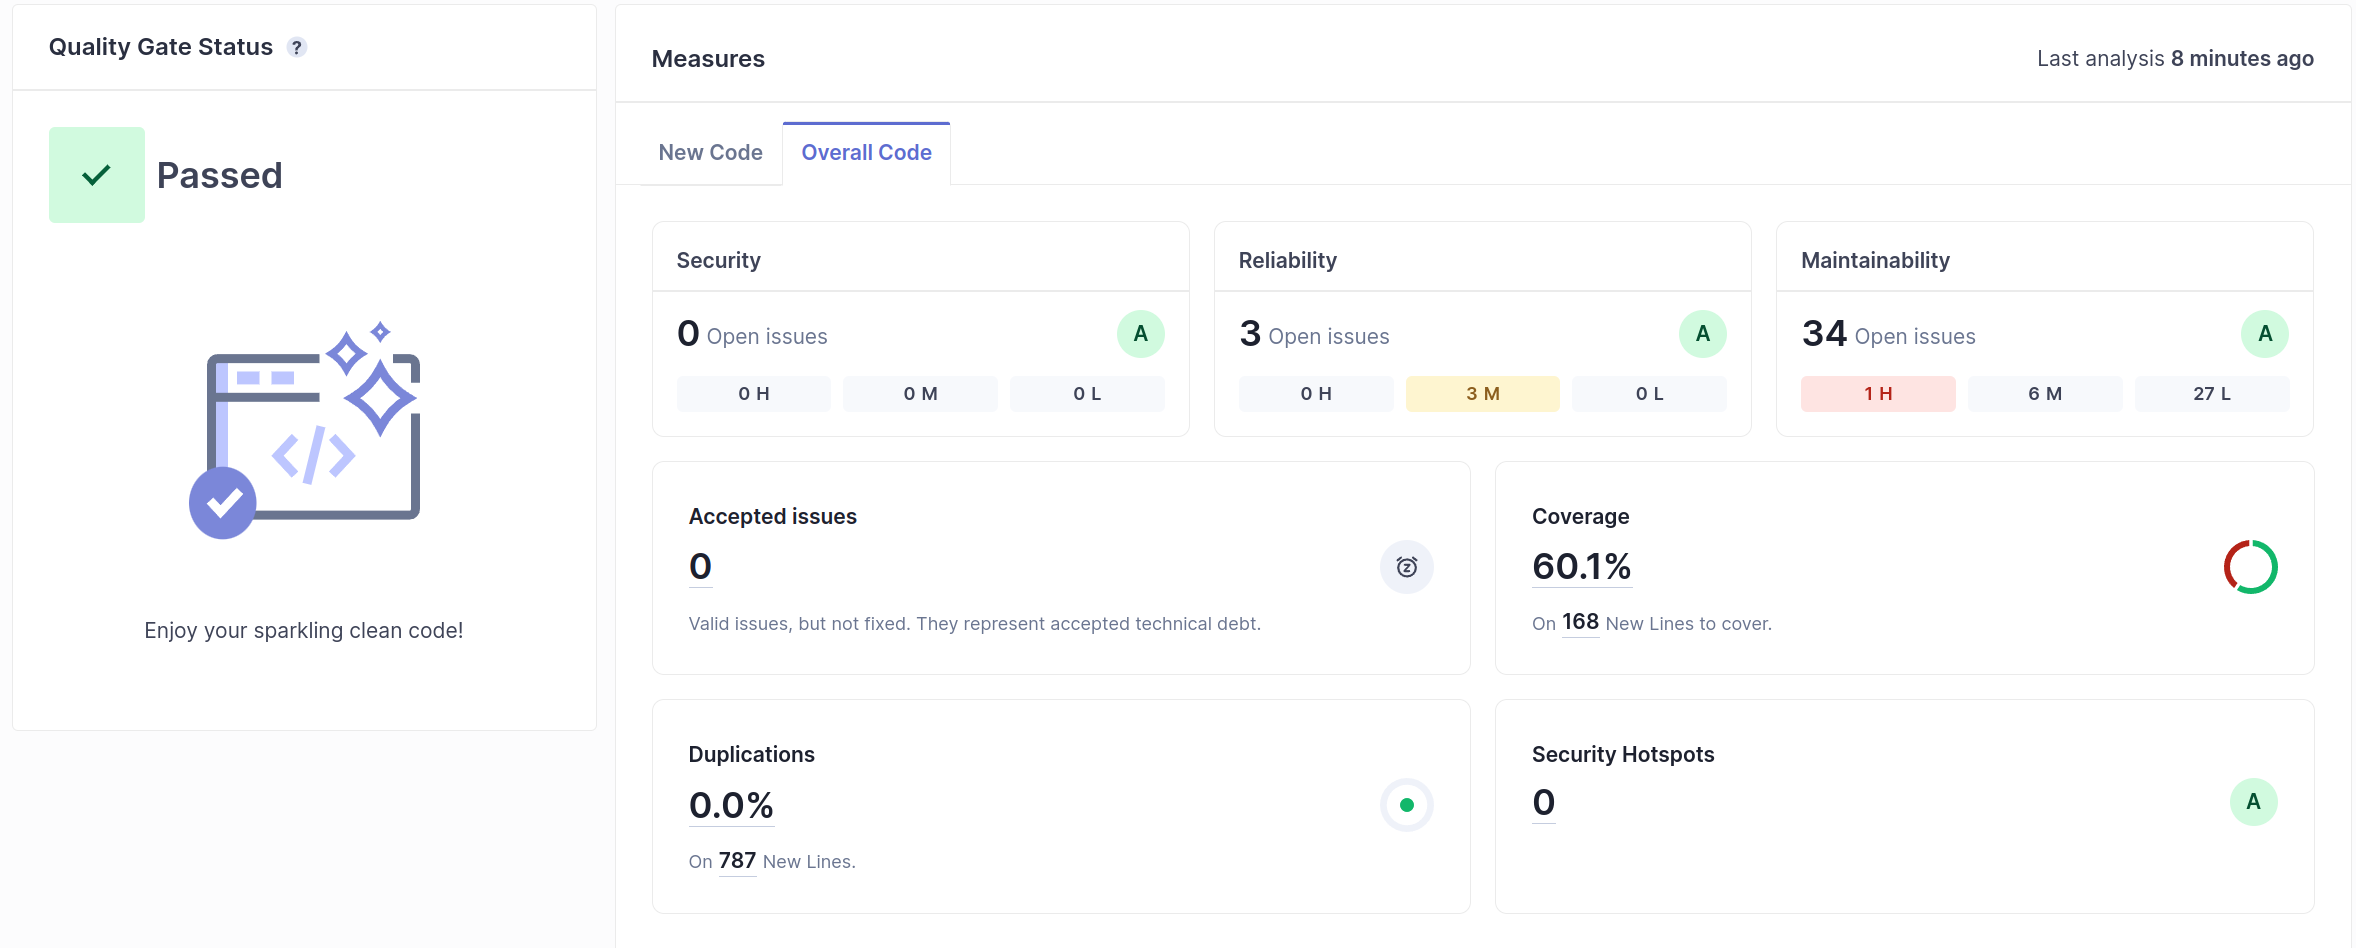 Quality Gate Status ?
Passed
Enjoy your sparkling clean code!
Measures
Last analysis 8 minutes ago
New Code
Overall Code
Security
0 Open issues
A
0 H
0 M
0 L
Reliability
3 Open issues
A
0 H
3 M
0 L
Maintainability
34 Open issues
A
1 H
6 M
27 L
Accepted issues
0
Valid issues, but not fixed. They represent accepted technical debt.
Coverage
60.1%
On 168 New Lines to cover.
Duplications
0.0%
On 787 New Lines.
Security Hotspots
0
A